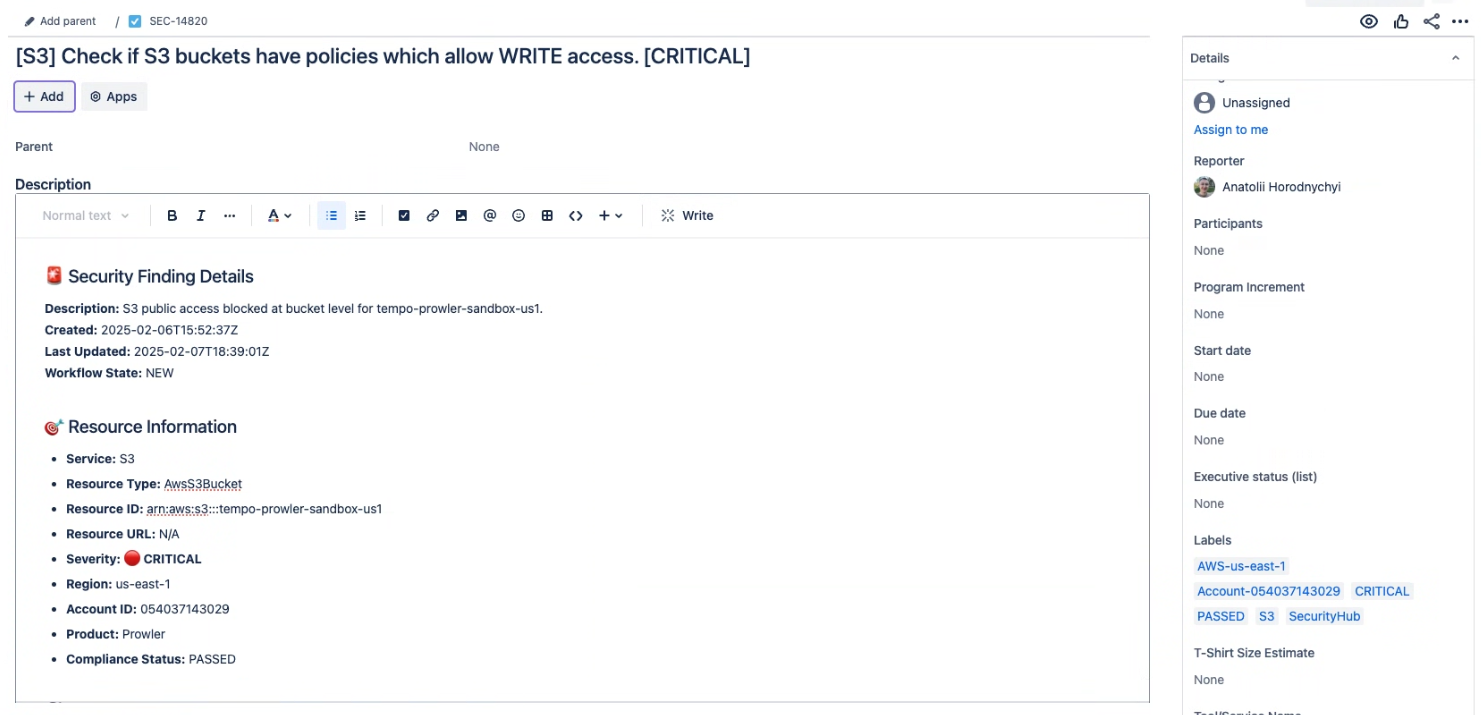 Add parent / SEC-14820
[S3] Check if S3 buckets have policies which allow WRITE access. [CRITICAL]
+ Add Apps
Parent None
Description
Normal text B I ... A Write
🚨 Security Finding Details
Description: S3 public access blocked at bucket level for tempo-prowler-sandbox-us1.
Created: 2025-02-06T15:52:37Z
Last Updated: 2025-02-07T18:39:01Z
Workflow State: NEW
🎯 Resource Information
• Service: S3
• Resource Type: AwsS3Bucket
• Resource ID: arn:aws:s3:::tempo-prowler-sandbox-us1
• Resource URL: N/A
• Severity: 🔴 CRITICAL
• Region: us-east-1
• Account ID: 054037143029
• Product: Prowler
• Compliance Status: PASSED
Details
Unassigned
Assign to me
Reporter
Anatolii Horodnychyi
Participants
None
Program Increment
None
Start date
None
Due date
None
Executive status (list)
None
Labels
AWS-us-east-1
Account-054037143029 CRITICAL
PASSED S3 SecurityHub
T-Shirt Size Estimate
None